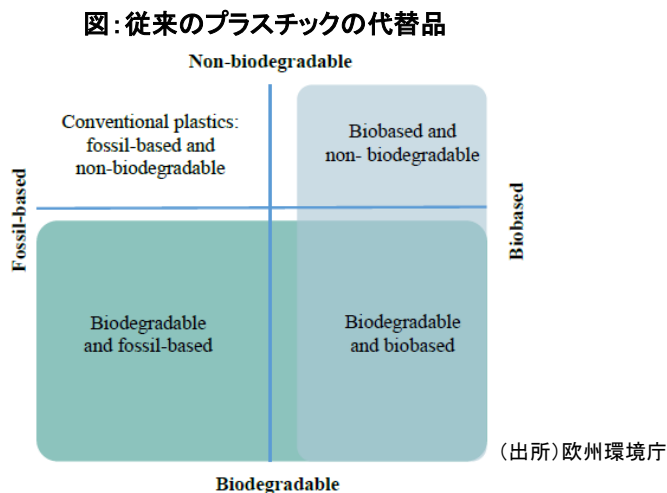 図：従来のプラスチックの代替品
Non-biodegradable
Conventional plastics:
fossil-based and
non-biodegradable
Biobased and
non- biodegradable
Fossil-based
Biobased
Biodegradable
and fossil-based
Biodegradable
and biobased
（出所）欧州環境庁
Biodegradable